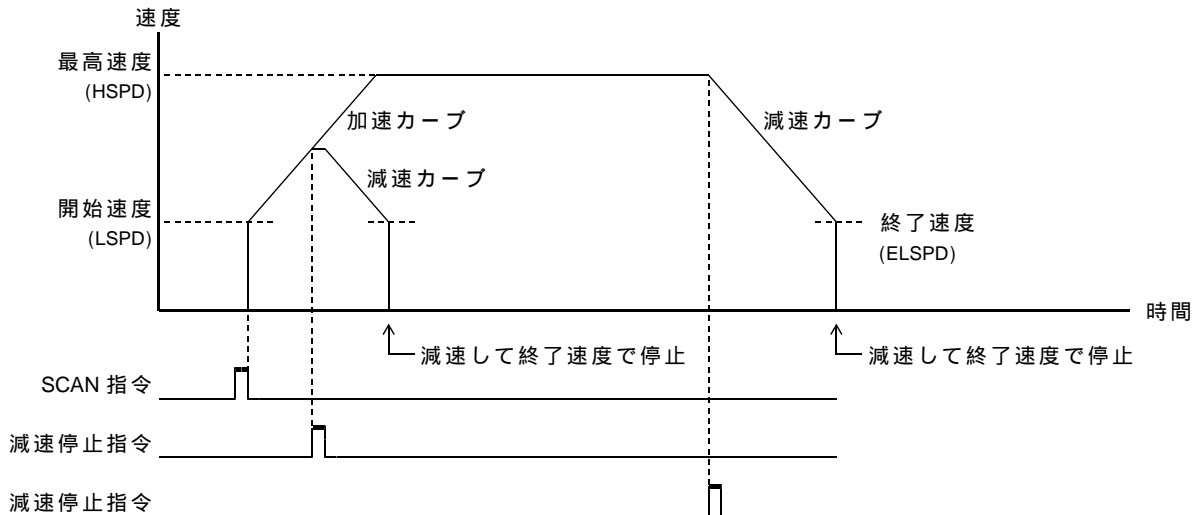 速度
最高速度
(HSPD)
加速カーブ
減速カーブ
減速カーブ
開始速度
(LSPD)
終了速度
(ELSPD)
時間
減速して終了速度で停止
減速して終了速度で停止
SCAN 指令
減速停止指令
減速停止指令